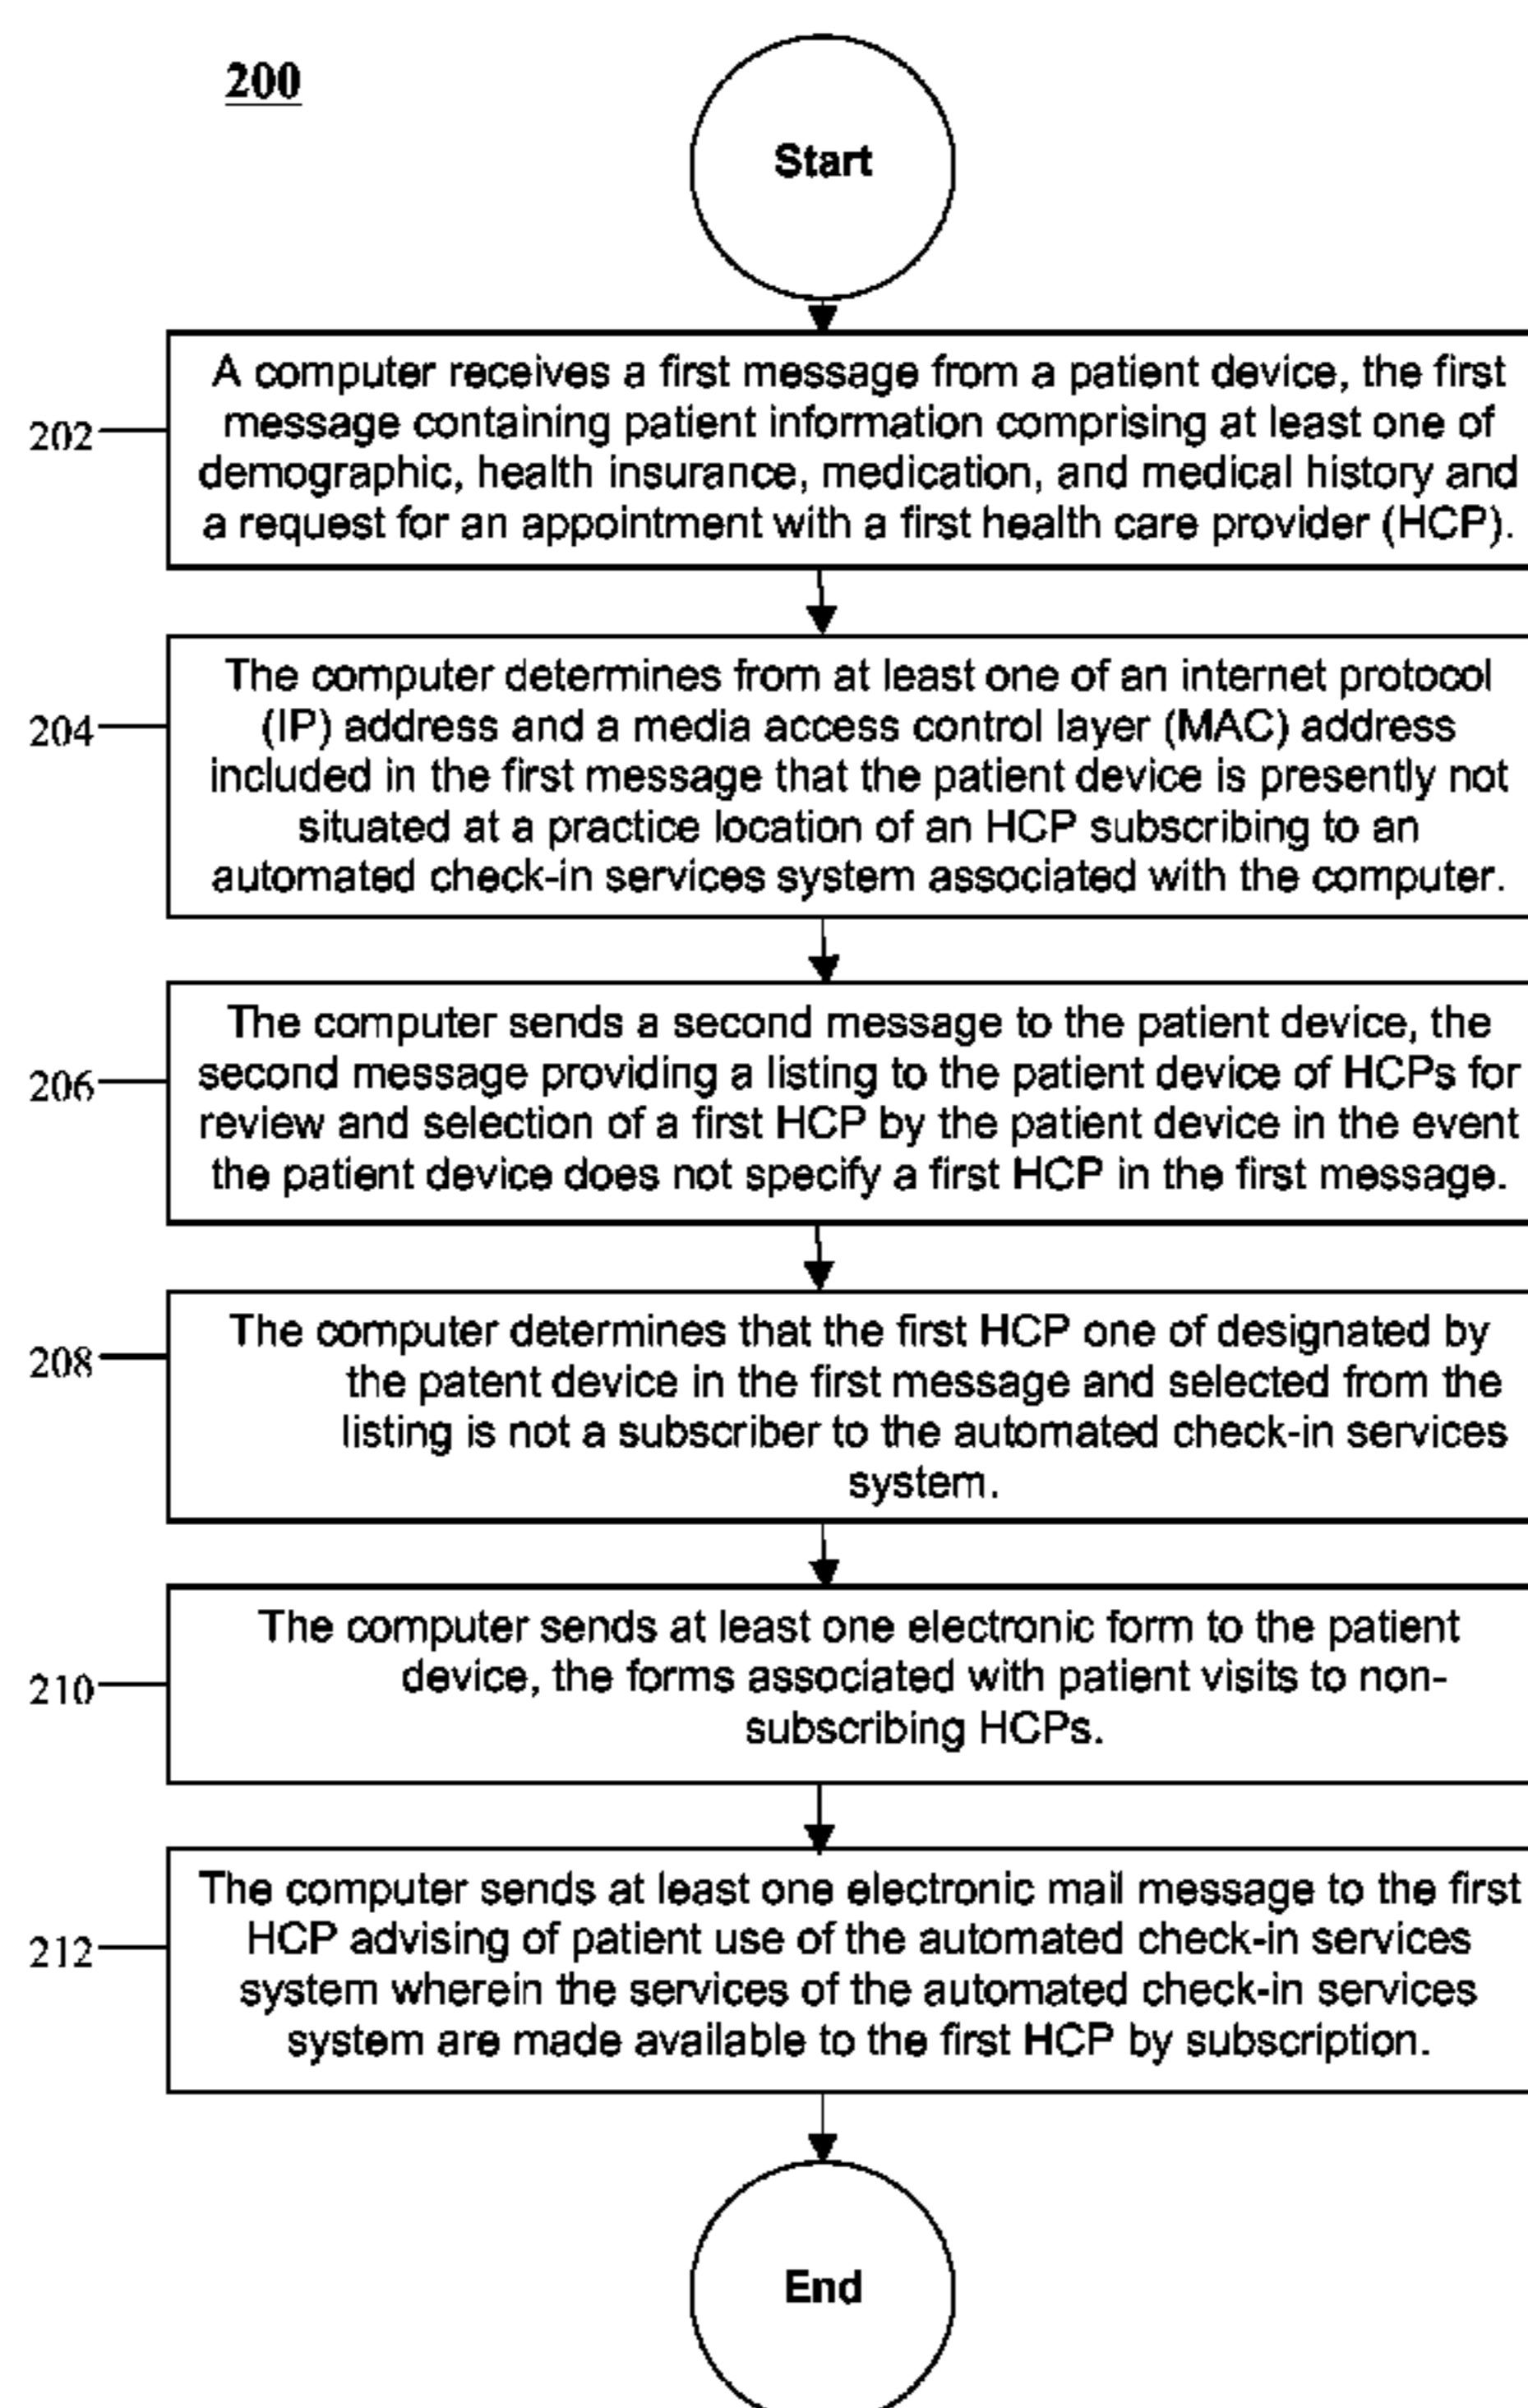 200
Start
A computer receives a first message from a patient device, the first
message containing patient information comprising at least one of
demographic, health insurance, medication, and medical history and
a request for an appointment with a first health care provider (HCP).
202
The computer determines from at least one of an internet protocol
(IP) address and a media access control layer (MAC) address
included in the first message that the patient device is presently not
situated at a practice location of an HCP subscribing to an
automated check-in services system associated with the computer.
204
The computer sends a second message to the patient device, the
second message providing a listing to the patient device of HCPs for
review and selection of a first HCP by the patient device in the event
the patient device does not specify a first HCP in the first message.
206
The computer determines that the first HCP one of designated by
the patent device in the first message and selected from the
listing is not a subscriber to the automated check-in services
system.
208
The computer sends at least one electronic form to the patient
device, the forms associated with patient visits to non-
subscribing HCPs.
210
The computer sends at least one electronic mail message to the first
HCP advising of patient use of the automated check-in services
system wherein the services of the automated check-in services
system are made available to the first HCP by subscription.
212
End